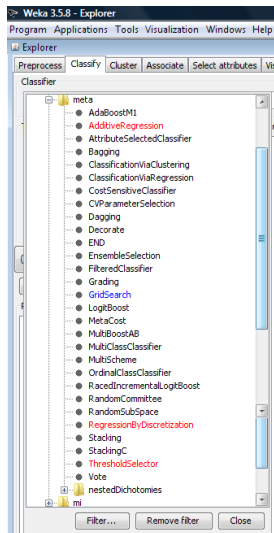 Weka 3.5.8 - Explorer
Program Applications Tools Visualization Windows Help
Explorer
Preprocess Classify Cluster Associate Select attributes
Classifier
meta
AdaBoostM1
AdditiveRegression
AttributeSelectedClassifier
Bagging
ClassificationViaClustering
ClassificationViaRegression
CostSensitiveClassifier
CVParameterSelection
Dagging
Decorate
END
EnsembleSelection
FilteredClassifier
Grading
GridSearch
LogitBoost
MetaCost
MultiBoostAB
MultiClassClassifier
MultiScheme
OrdinalClassClassifier
RacedIncrementalLogitBoost
RandomCommittee
RandomSubSpace
RegressionByDiscretization
Stacking
StackingC
ThresholdSelector
Vote
nestedDichotomies
mi
Filter... Remove filter Close